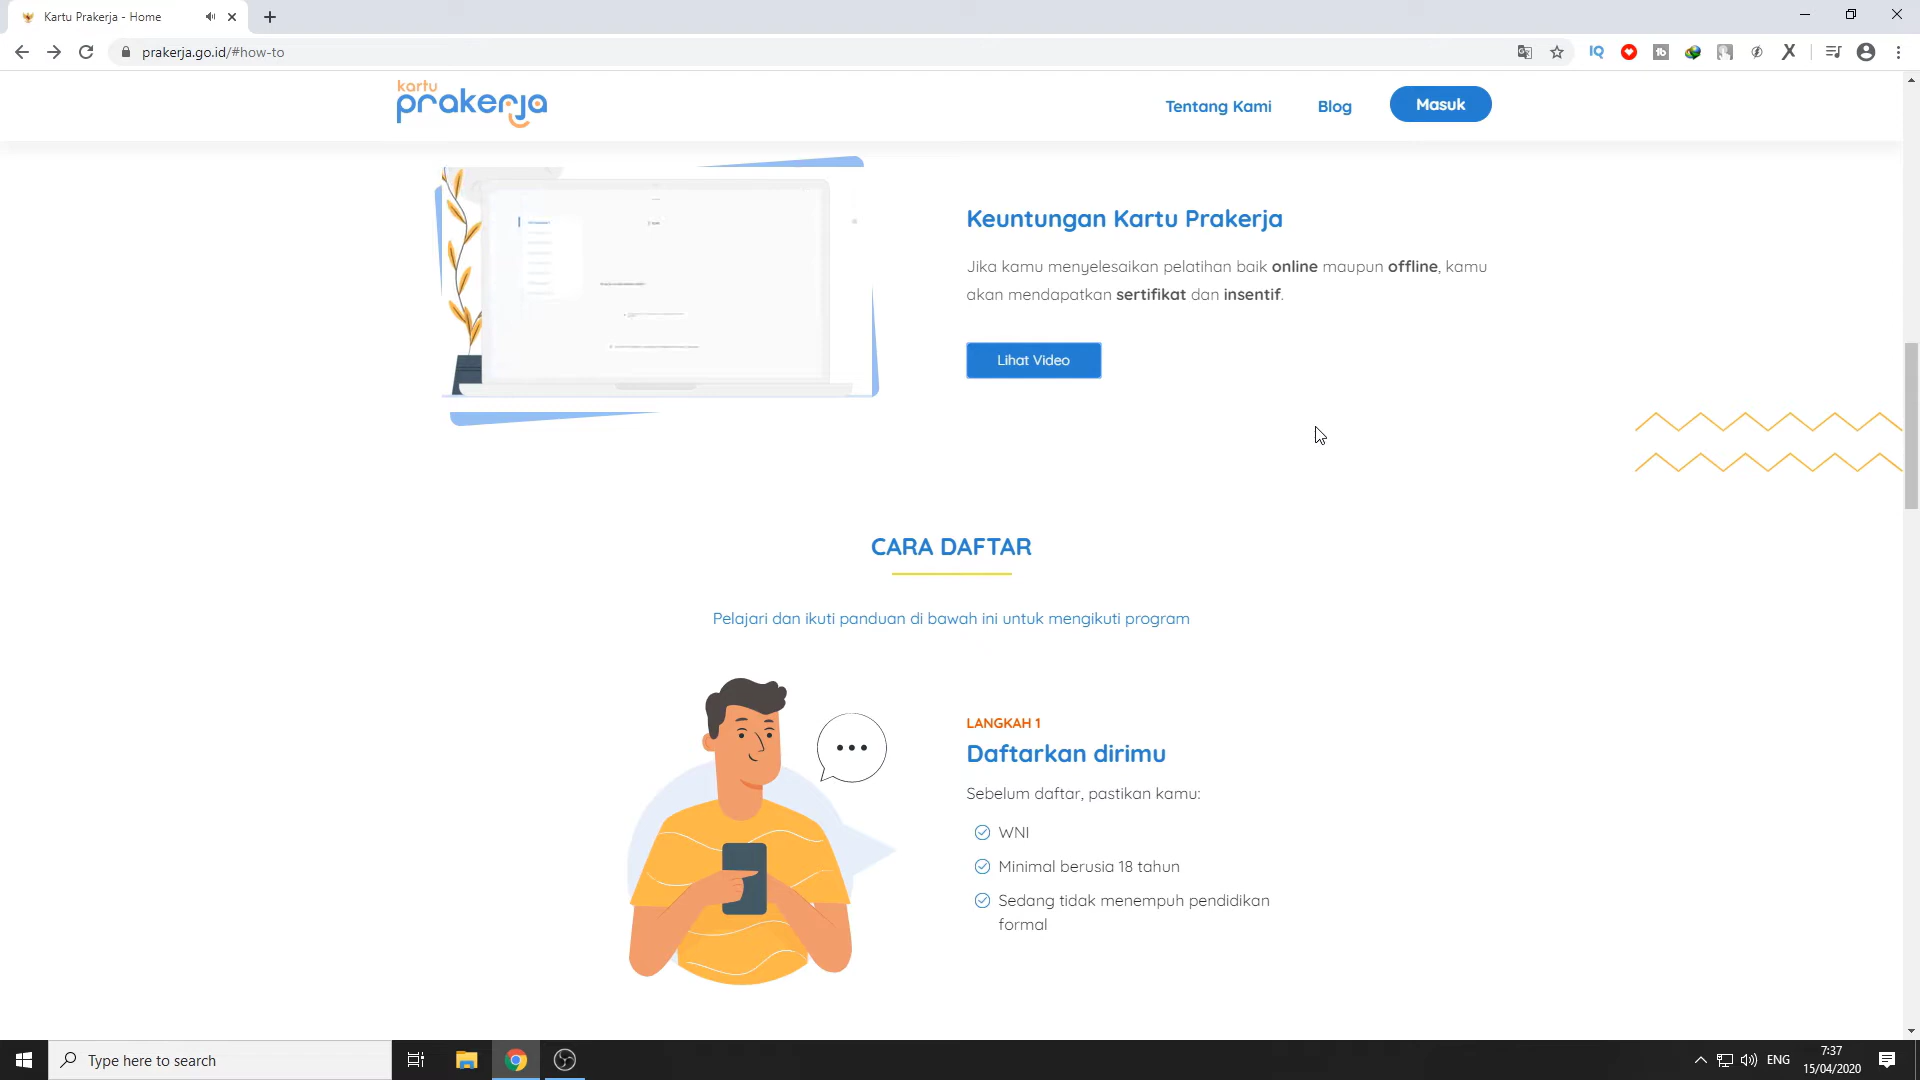 Kartu Prakerja - Home
prakerja.go.id/#how-to
IQ
kartu
prakerja
Tentang Kami
Blog
Masuk
Keuntungan Kartu Prakerja
Jika kamu menyelesaikan pelatihan baik online maupun offline, kamu
akan mendapatkan sertifikat dan insentif.
Lihat Video
CARA DAFTAR
Pelajari dan ikuti panduan di bawah ini untuk mengikuti program
LANGKAH 1
Daftarkan dirimu
Sebelum daftar, pastikan kamu:
WNI
Minimal berusia 18 tahun
Sedang tidak menempuh pendidikan
formal
Type here to search
ENG
7:37
15/04/2020